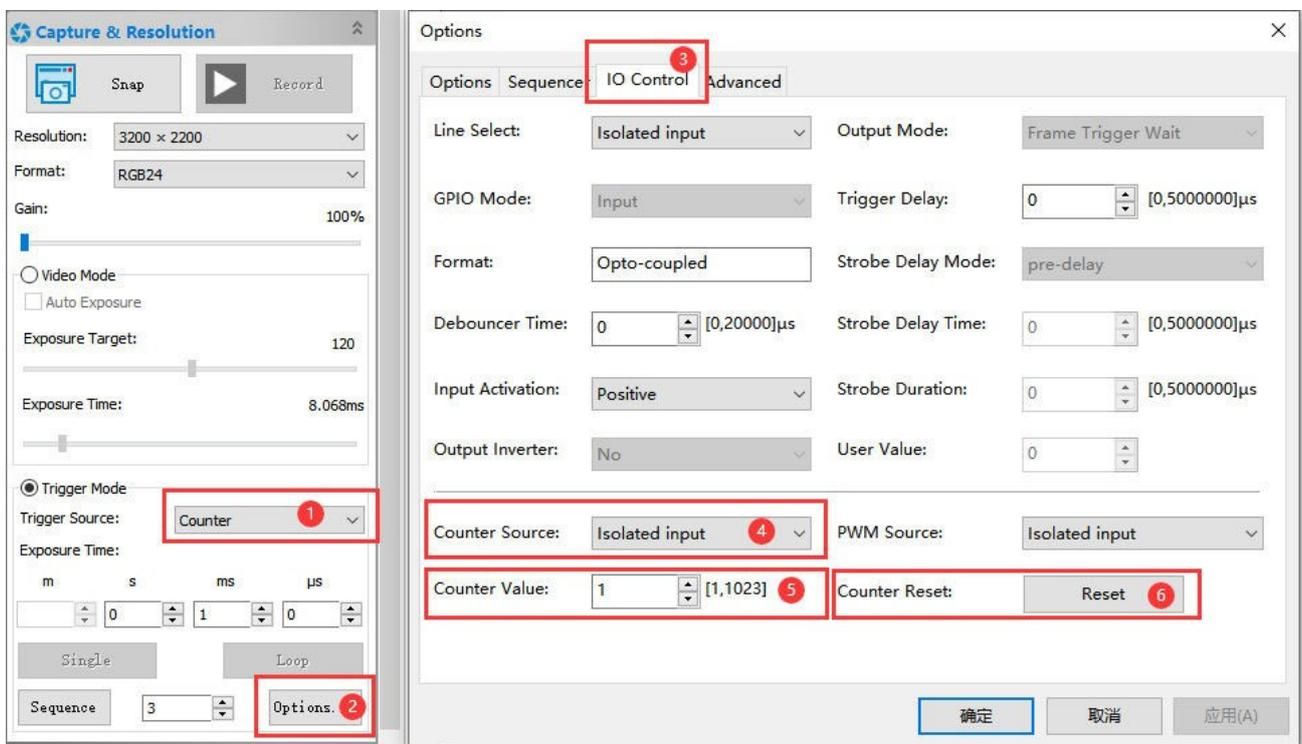 Capture & Resolution
Snap
Record
Resolution: 3200 × 2200
Format: RGB24
Gain: 100%
Video Mode
Auto Exposure
Exposure Target: 120
Exposure Time: 8.068ms
Trigger Mode
Trigger Source: Counter 1
Exposure Time:
m s ms μs
0 1 0
Single Loop
Sequence 3 Options. 2
Options
3
Options Sequencer IO Control Advanced
Line Select: Isolated input Output Mode: Frame Trigger Wait
GPIO Mode: Input Trigger Delay: 0 [0,5000000]μs
Format: Opto-coupled Strobe Delay Mode: pre-delay
Debouncer Time: 0 [0,20000]μs Strobe Delay Time: 0 [0,5000000]μs
Input Activation: Positive Strobe Duration: 0 [0,5000000]μs
Output Inverter: No User Value: 0
Counter Source: Isolated input 4 PWM Source: Isolated input
Counter Value: 1 [1,1023] 5 Counter Reset: Reset 6
确定 取消 应用(A)